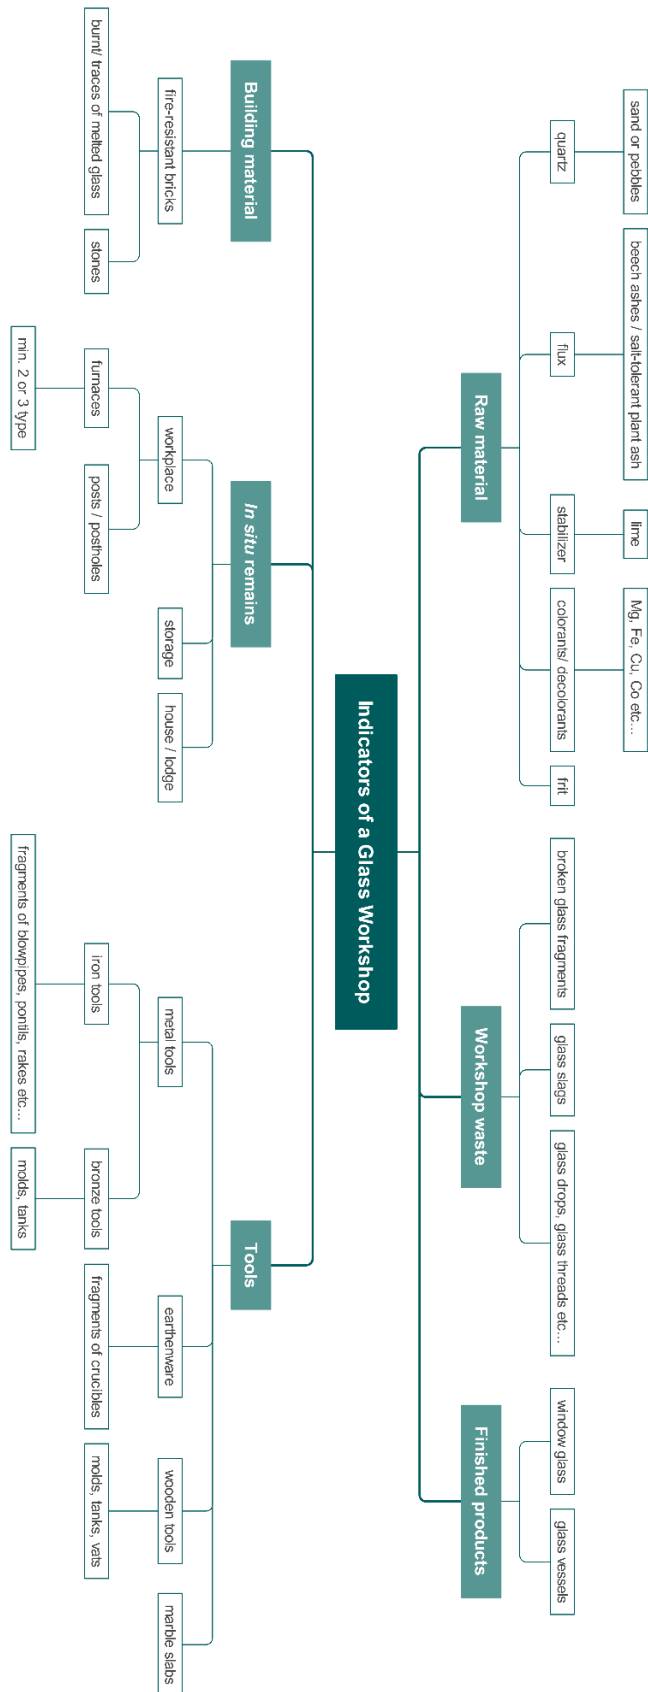 Indicators of a Glass Workshop
Raw material
quartz
sand or pebbles
flux
beech ashes / salt-tolerant plant ash
stabilizer
lime
colorants/ decolorants
Mg, Fe, Cu, Co etc...
frit
Workshop waste
broken glass fragments
glass slags
glass drops, glass threads etc...
Finished products
window glass
glass vessels
Building material
fire-resistant bricks
burnt/ traces of melted glass
stones
In situ remains
workplace
furnaces
min. 2 or 3 type
posts / postholes
storage
house / lodge
Tools
metal tools
iron tools
fragments of blowpipes, pontils, rakes etc...
bronze tools
molds, tanks
earthenware
fragments of crucibles
wooden tools
molds, tanks, vats
marble slabs